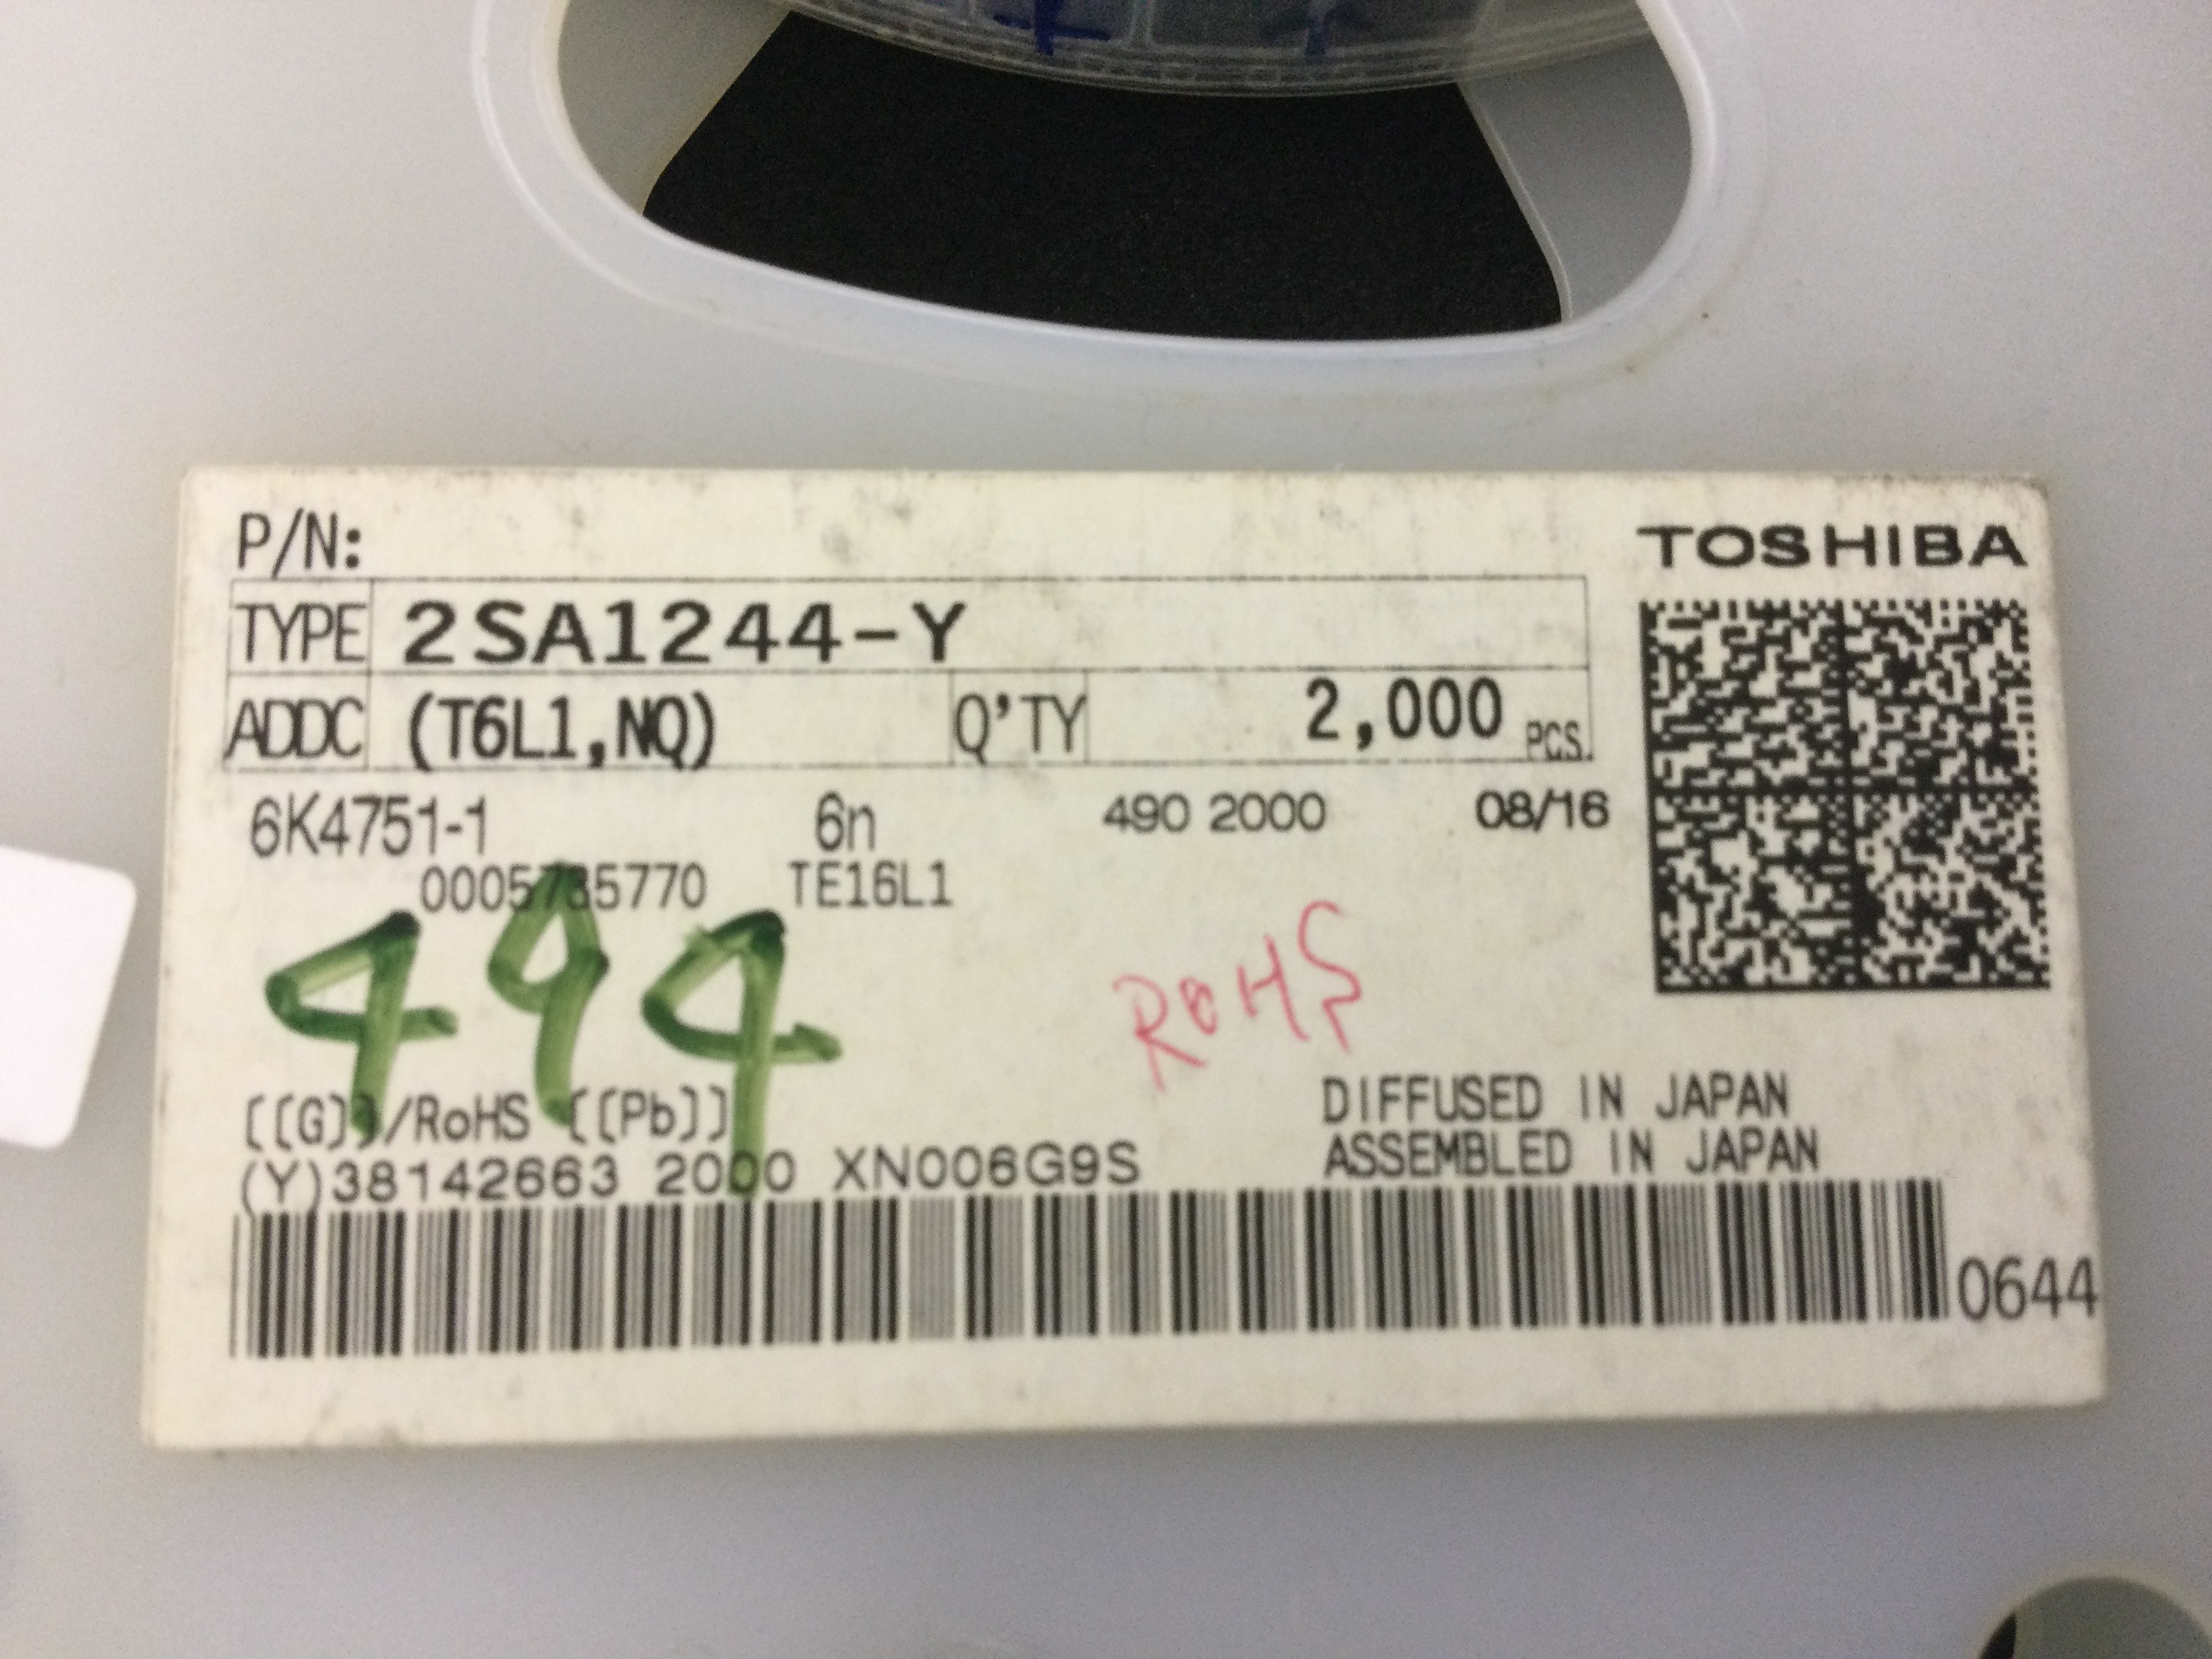 P/N:
TOSHIBA
TYPE 2SA1244-Y
ADDC (T6L1,NQ) Q'TY 2,000 PCS.
6K4751-1 6n 490 2000 08/16
0005785770 TE16L1
494
RoHS
[[G]]/RoHS [[Pb]]
DIFFUSED IN JAPAN
ASSEMBLED IN JAPAN
(Y)38142663 2000 XN006G9S
0644